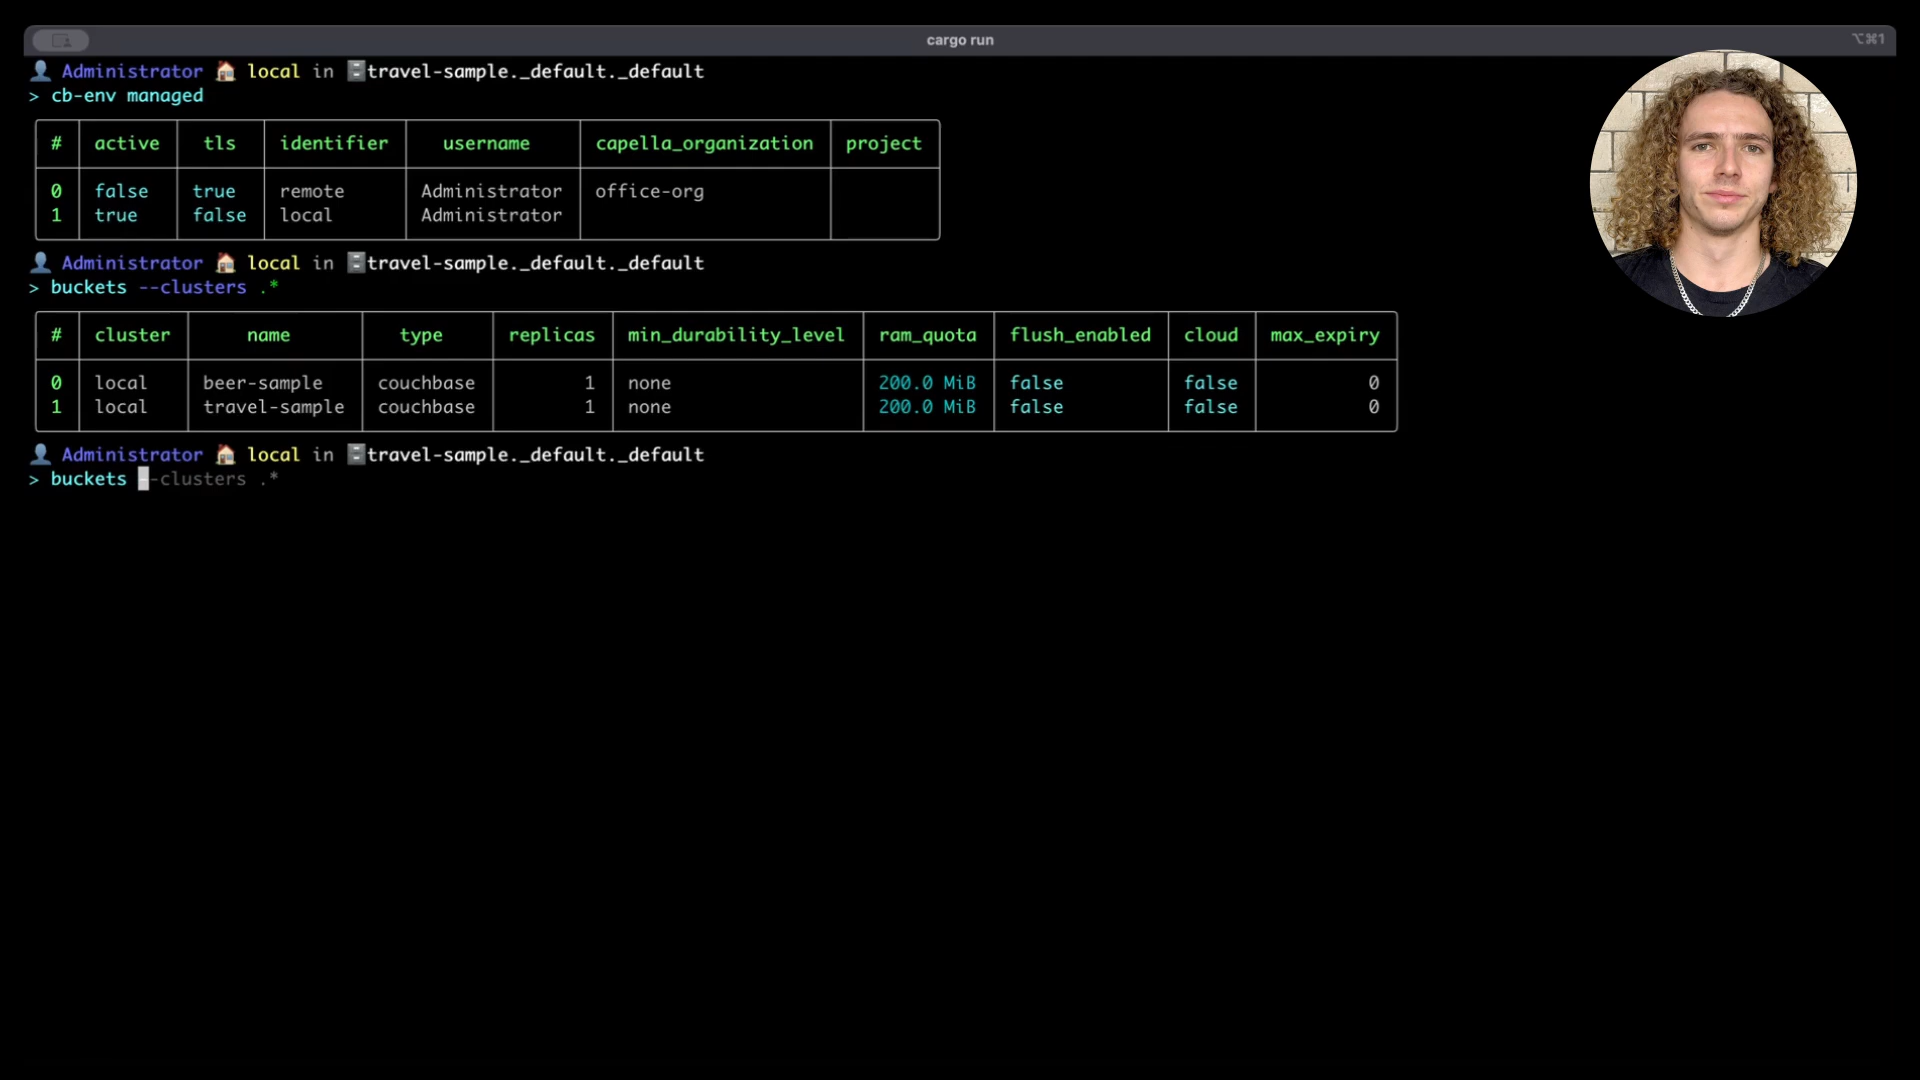 cargo run
⌥⌘1
Administrator local in travel-sample._default._default
> cb-env managed
# active tls identifier username capella_organization project
0 false true remote Administrator office-org
1 true false local Administrator
Administrator local in travel-sample._default._default
> buckets --clusters .*
# cluster name type replicas min_durability_level ram_quota flush_enabled cloud max_expiry
0 local beer-sample couchbase 1 none 200.0 MiB false false 0
1 local travel-sample couchbase 1 none 200.0 MiB false false 0
Administrator local in travel-sample._default._default
> buckets --clusters .*